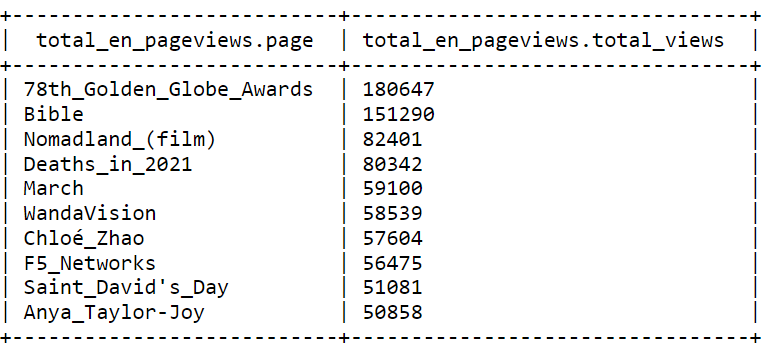 +---------------------------+---------------------------------+
| total_en_pageviews.page | total_en_pageviews.total_views |
+---------------------------+---------------------------------+
| 78th_Golden_Globe_Awards | 180647 |
| Bible | 151290 |
| Nomadland_(film) | 82401 |
| Deaths_in_2021 | 80342 |
| March | 59100 |
| WandaVision | 58539 |
| Chloé_Zhao | 57604 |
| F5_Networks | 56475 |
| Saint_David's_Day | 51081 |
| Anya_Taylor-Joy | 50858 |
+---------------------------+---------------------------------+